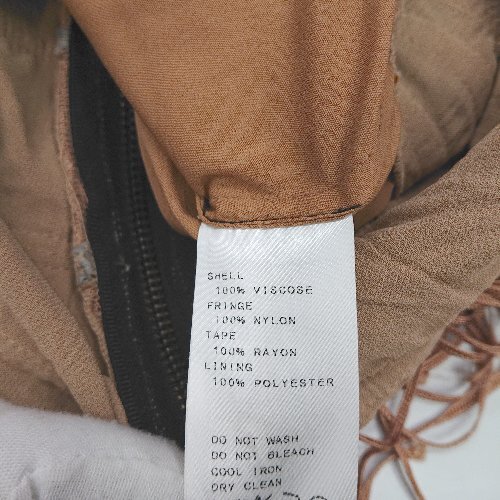 SHELL
100% VISCOSE
FRINGE
100% NYLON
TAPE
100% RAYON
LINING
100% POLYESTER
DO NOT WASH
DO NOT BLEACH
COOL IRON
DRY CLEAN